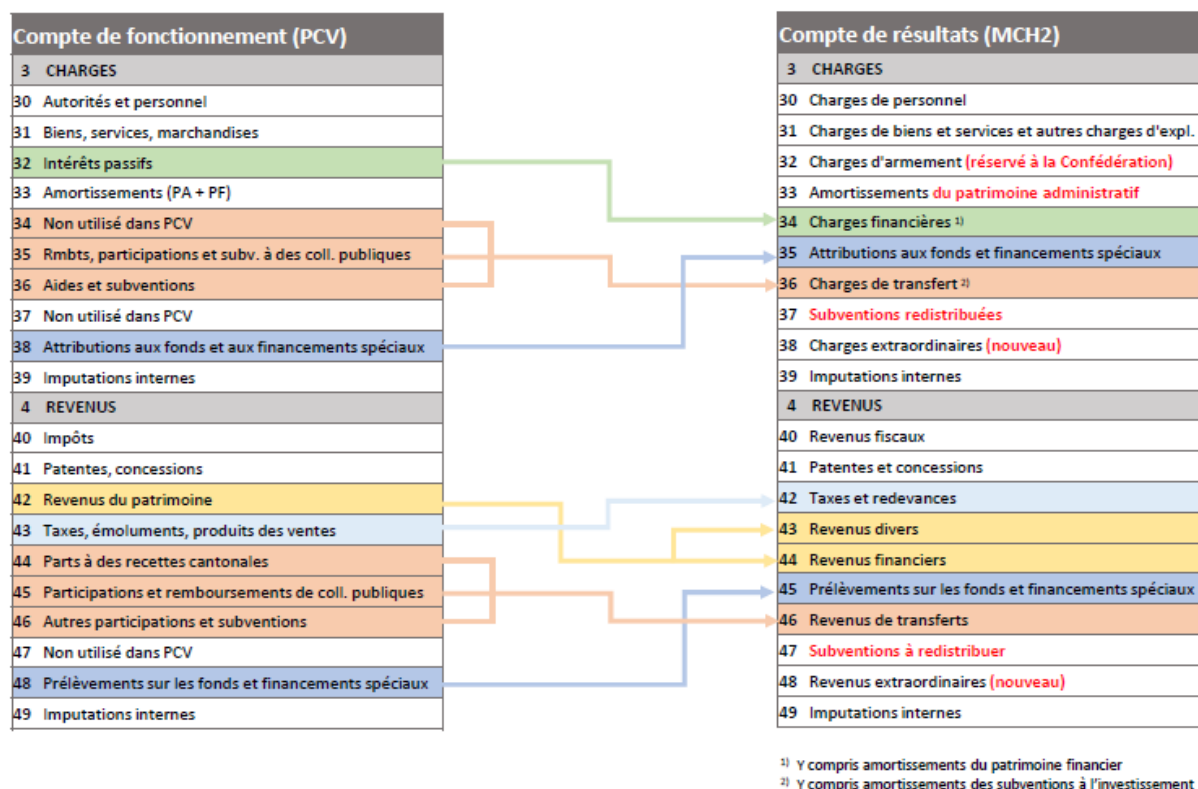 Compte de fonctionnement (PCV)
3 CHARGES
30 Autorités et personnel
31 Biens, services, marchandises
32 Intérêts passifs
33 Amortissements (PA + PF)
34 Non utilisé dans PCV
35 Rmbts, participations et subv. à des coll. publiques
36 Aides et subventions
37 Non utilisé dans PCV
38 Attributions aux fonds et aux financements spéciaux
39 Imputations internes
4 REVENUS
40 Impôts
41 Patentes, concessions
42 Revenus du patrimoine
43 Taxes, émoluments, produits des ventes
44 Parts à des recettes cantonales
45 Participations et remboursements de coll. publiques
46 Autres participations et subventions
47 Non utilisé dans PCV
48 Prélèvements sur les fonds et financements spéciaux
49 Imputations internes
Compte de résultats (MCH2)
3 CHARGES
30 Charges de personnel
31 Charges de biens et services et autres charges d'expl.
32 Charges d'armement (réservé à la Confédération)
33 Amortissements du patrimoine administratif
34 Charges financières ¹⁾
35 Attributions aux fonds et financements spéciaux
36 Charges de transfert ²⁾
37 Subventions redistribuées
38 Charges extraordinaires (nouveau)
39 Imputations internes
4 REVENUS
40 Revenus fiscaux
41 Patentes et concessions
42 Taxes et redevances
43 Revenus divers
44 Revenus financiers
45 Prélèvements sur les fonds et financements spéciaux
46 Revenus de transferts
47 Subventions à redistribuer
48 Revenus extraordinaires (nouveau)
49 Imputations internes
¹⁾ Y compris amortissements du patrimoine financier
²⁾ Y compris amortissements des subventions à l'investissement